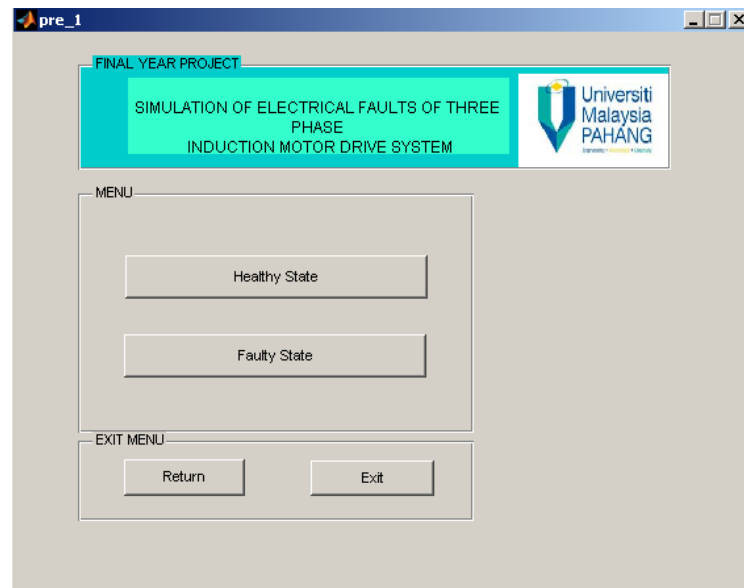 pre_1
FINAL YEAR PROJECT
SIMULATION OF ELECTRICAL FAULTS OF THREE
PHASE
INDUCTION MOTOR DRIVE SYSTEM
Universiti
Malaysia
PAHANG
MENU
Healthy State
Faulty State
EXIT MENU
Return
Exit